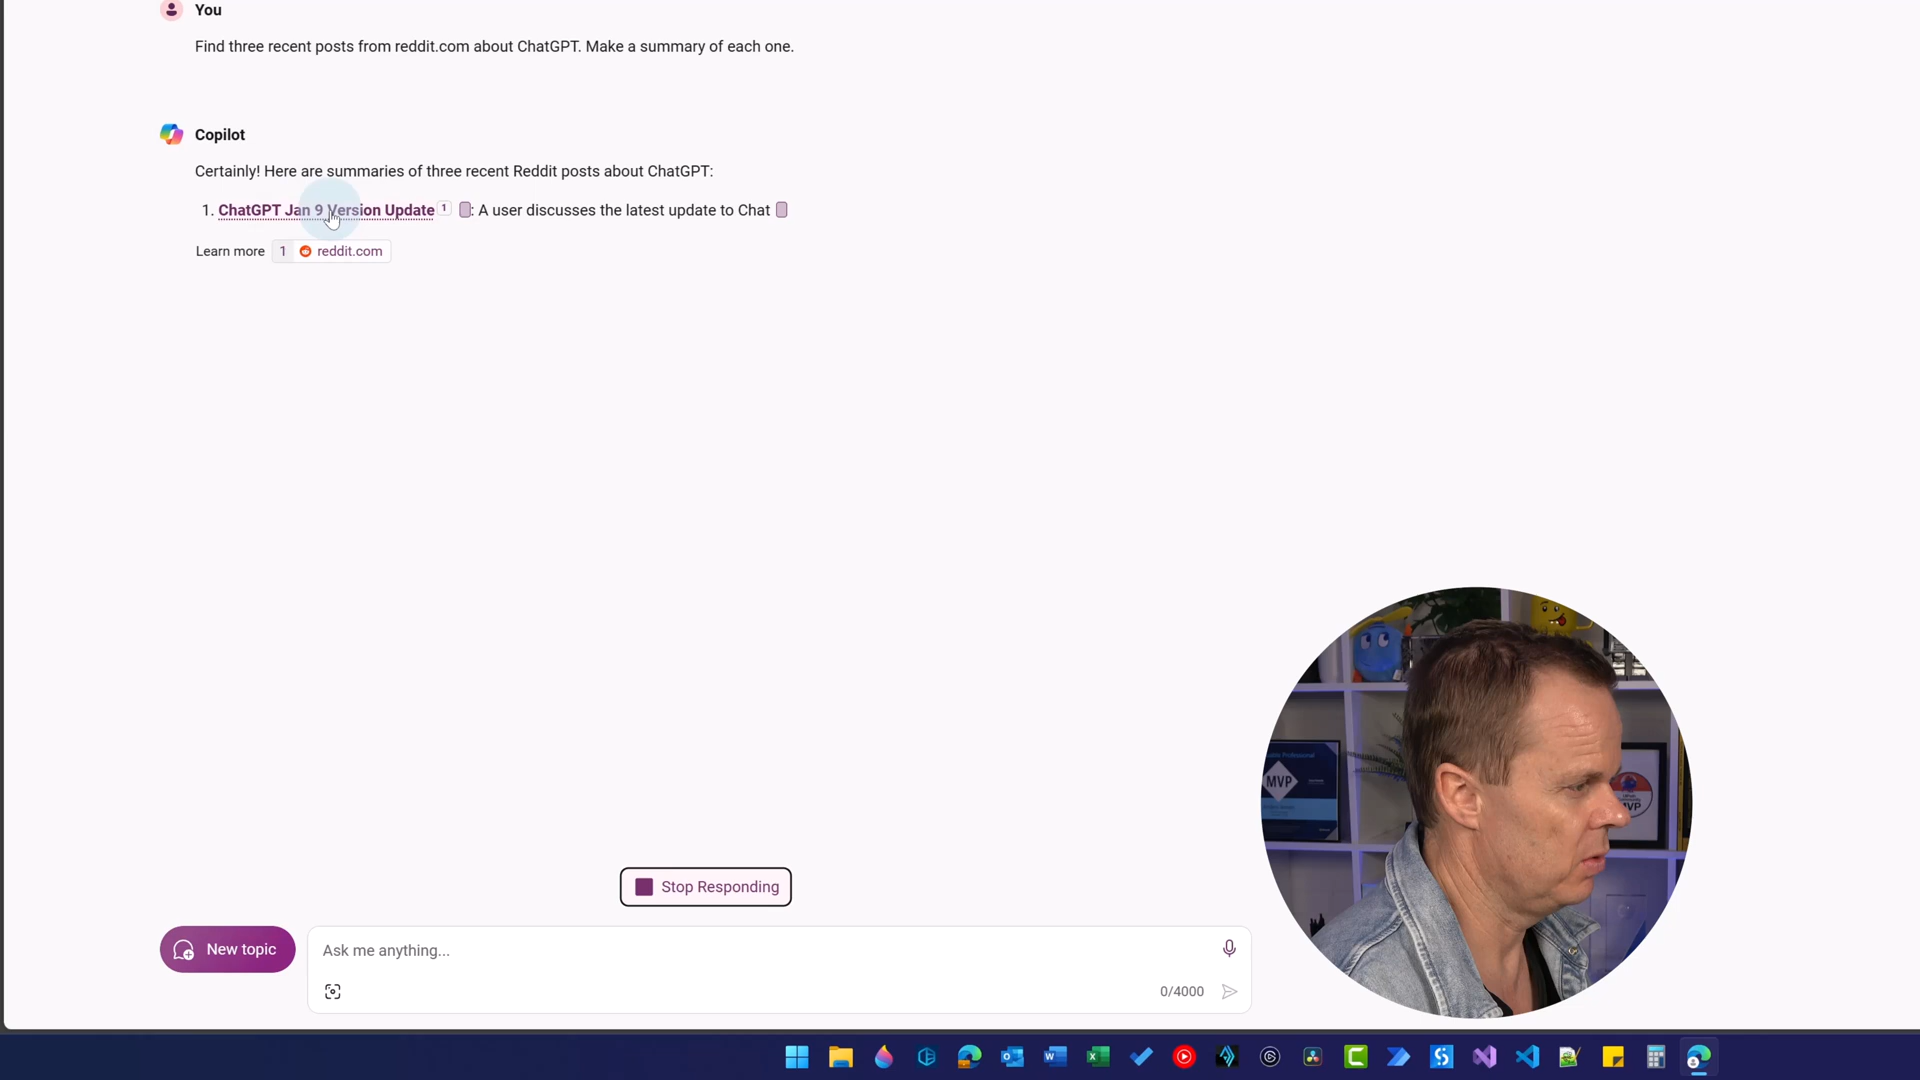 You
Find three recent posts from reddit.com about ChatGPT. Make a summary of each one.
Copilot
Certainly! Here are summaries of three recent Reddit posts about ChatGPT:
1. ChatGPT Jan 9 Version Update 1 : A user discusses the latest update to Chat
Learn more 1 reddit.com
Stop Responding
New topic
Ask me anything...
0/4000
MVP
MVP